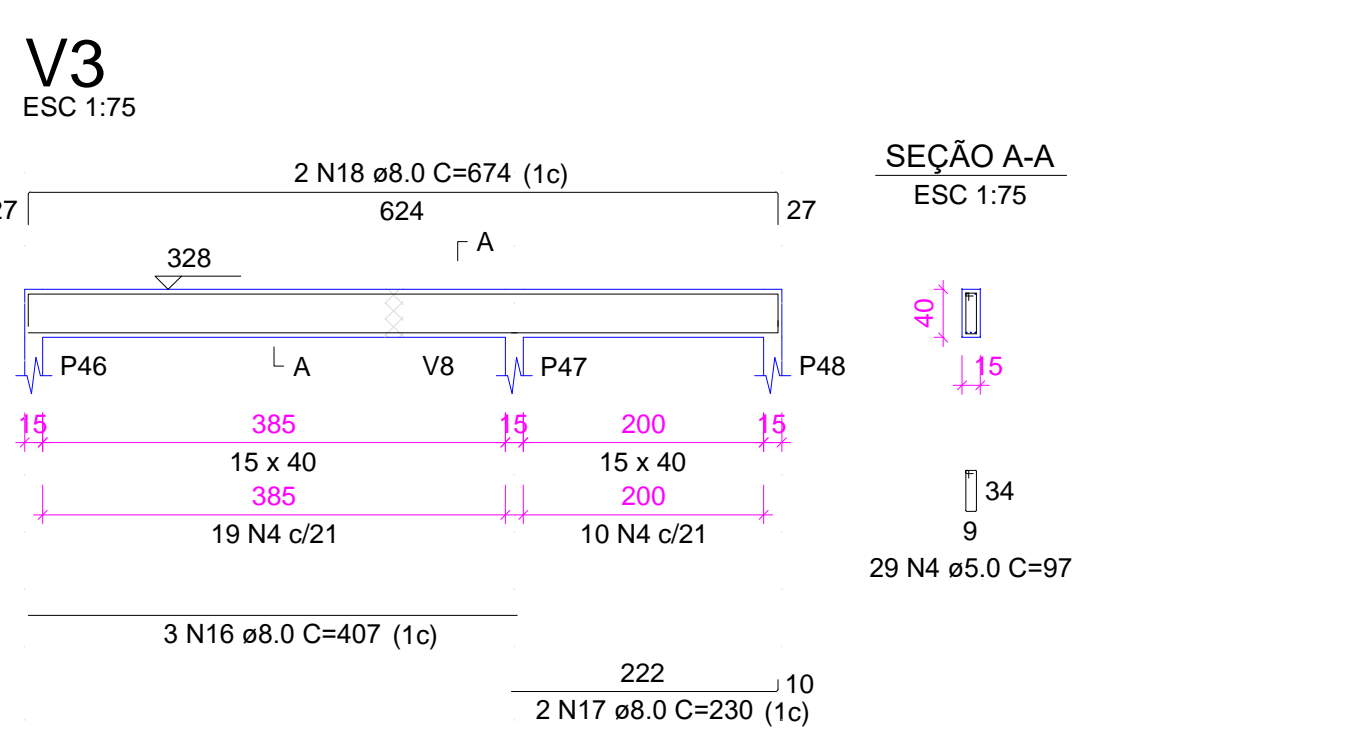 V3
ESC 1:75
SEÇÃO A-A
ESC 1:75
2 N18 ø8.0 C=674 (1c)
27 624 27
A
328
40
P46 A V8 P47 P48
15
15 385 15 200 15
15 x 40 15 x 40
385 200
34
19 N4 c/21 10 N4 c/21
9
29 N4 ø5.0 C=97
3 N16 ø8.0 C=407 (1c)
222 10
2 N17 ø8.0 C=230 (1c)